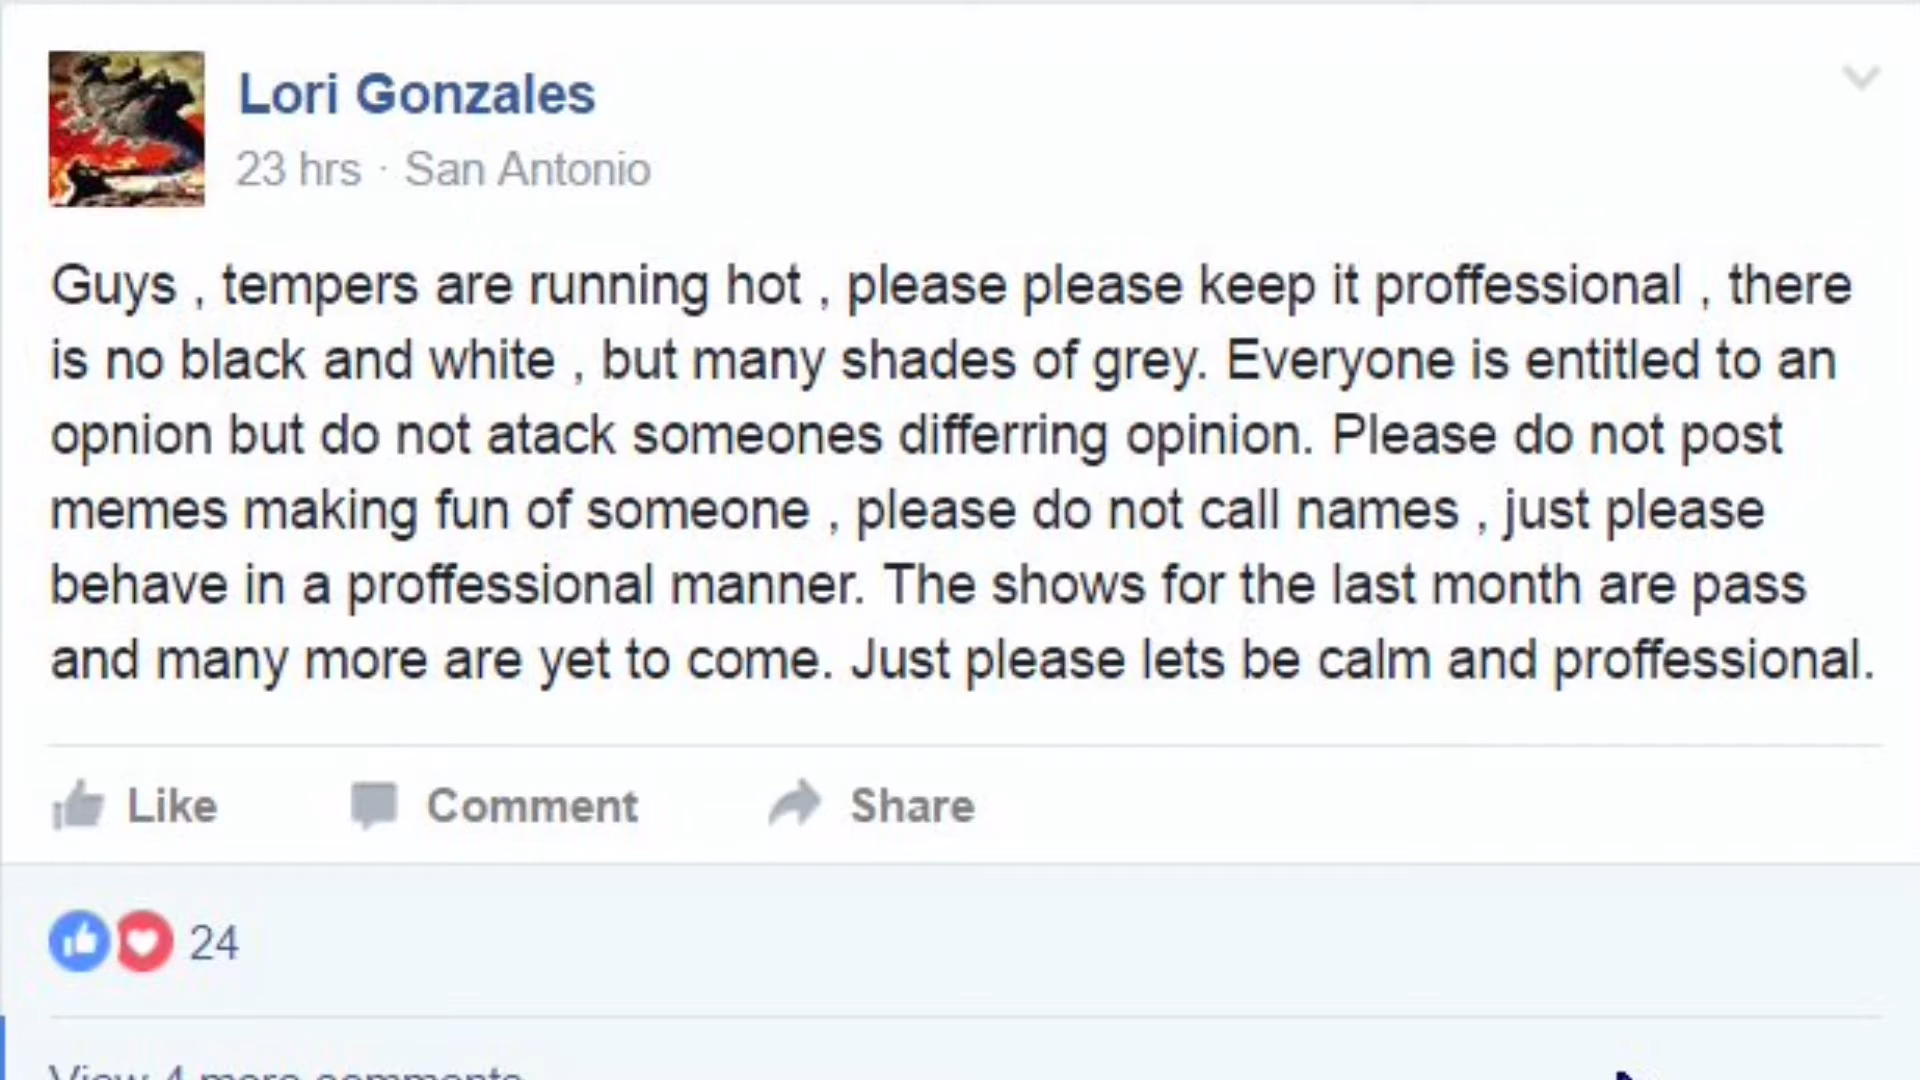 Lori Gonzales
23 hrs · San Antonio
Guys , tempers are running hot , please please keep it proffessional , there
is no black and white , but many shades of grey. Everyone is entitled to an
opnion but do not atack someones differring opinion. Please do not post
memes making fun of someone , please do not call names , just please
behave in a proffessional manner. The shows for the last month are pass
and many more are yet to come. Just please lets be calm and proffessional.
Like Comment Share
24
View 4 more comments